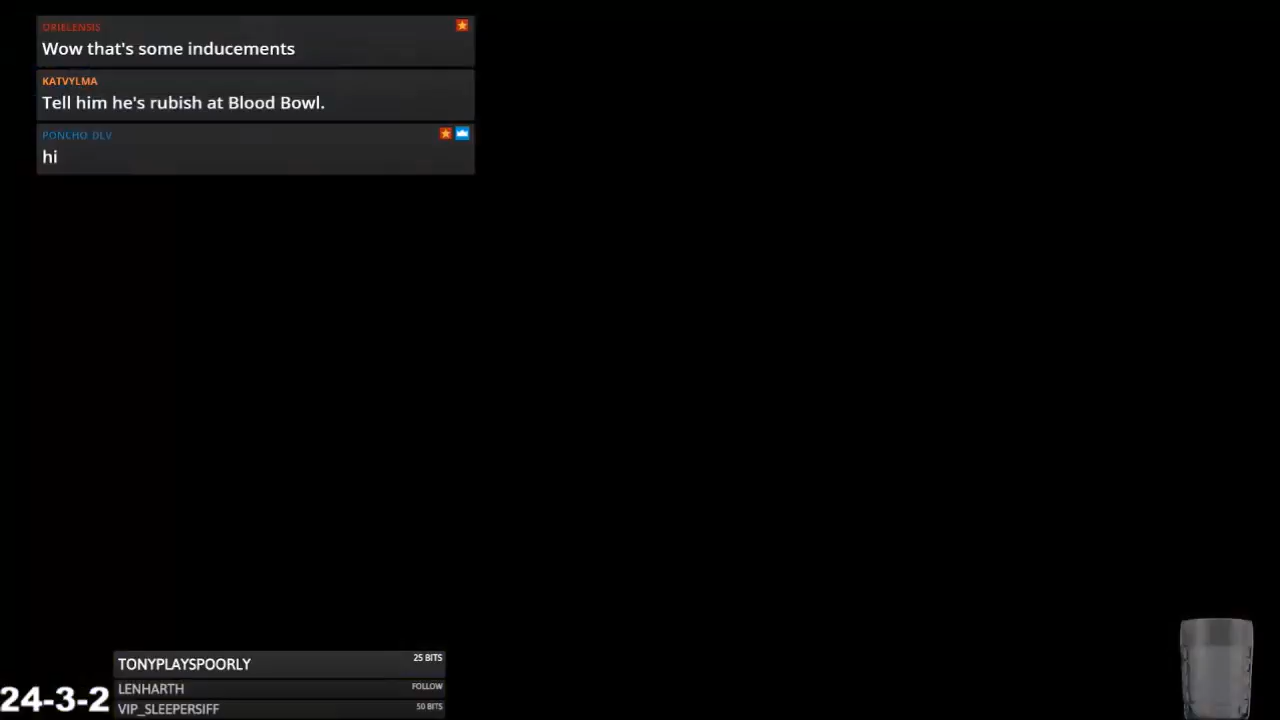 ORIELENSIS
Wow that's some inducements
KATVYLMA
Tell him he's rubish at Blood Bowl.
PONCHO DLV
hi
TONYPLAYSPOORLY 25 BITS
LENHARTH FOLLOW
24-3-2
VIP_SLEEPERSIFF 50 BITS